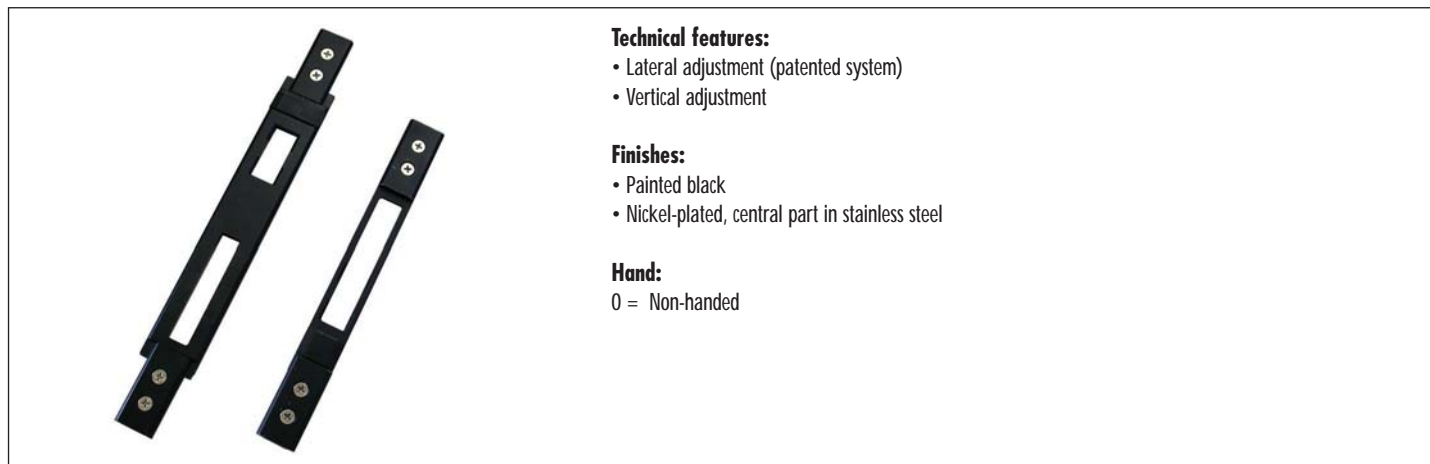 Technical features:
• Lateral adjustment (patented system)
• Vertical adjustment
Finishes:
• Painted black
• Nickel-plated, central part in stainless steel
Hand:
0 = Non-handed